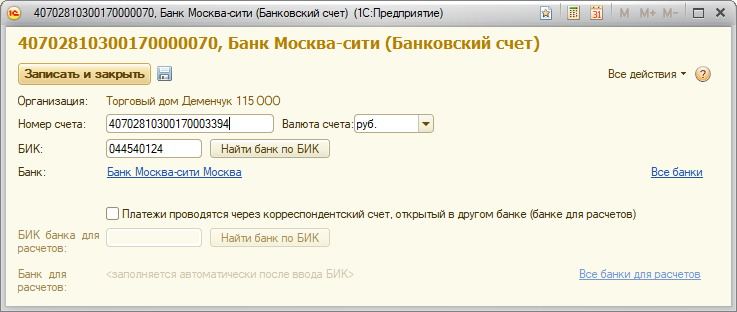 40702810300170000070, Банк Москва-сити (Банковский счет) (1С:Предприятие)
M M+ M-
40702810300170000070, Банк Москва-сити (Банковский счет)
Записать и закрыть Все действия
Организация: Торговый дом Деменчук 115 ООО
Номер счета: 40702810300170003394 Валюта счета: руб.
БИК: 044540124 Найти банк по БИК
Банк: Банк Москва-сити Москва Все банки
Платежи проводятся через корреспондентский счет, открытый в другом банке (банке для расчетов)
БИК банка для
расчетов: Найти банк по БИК
Банк для
расчетов: <заполняется автоматически после ввода БИК> Все банки для расчетов